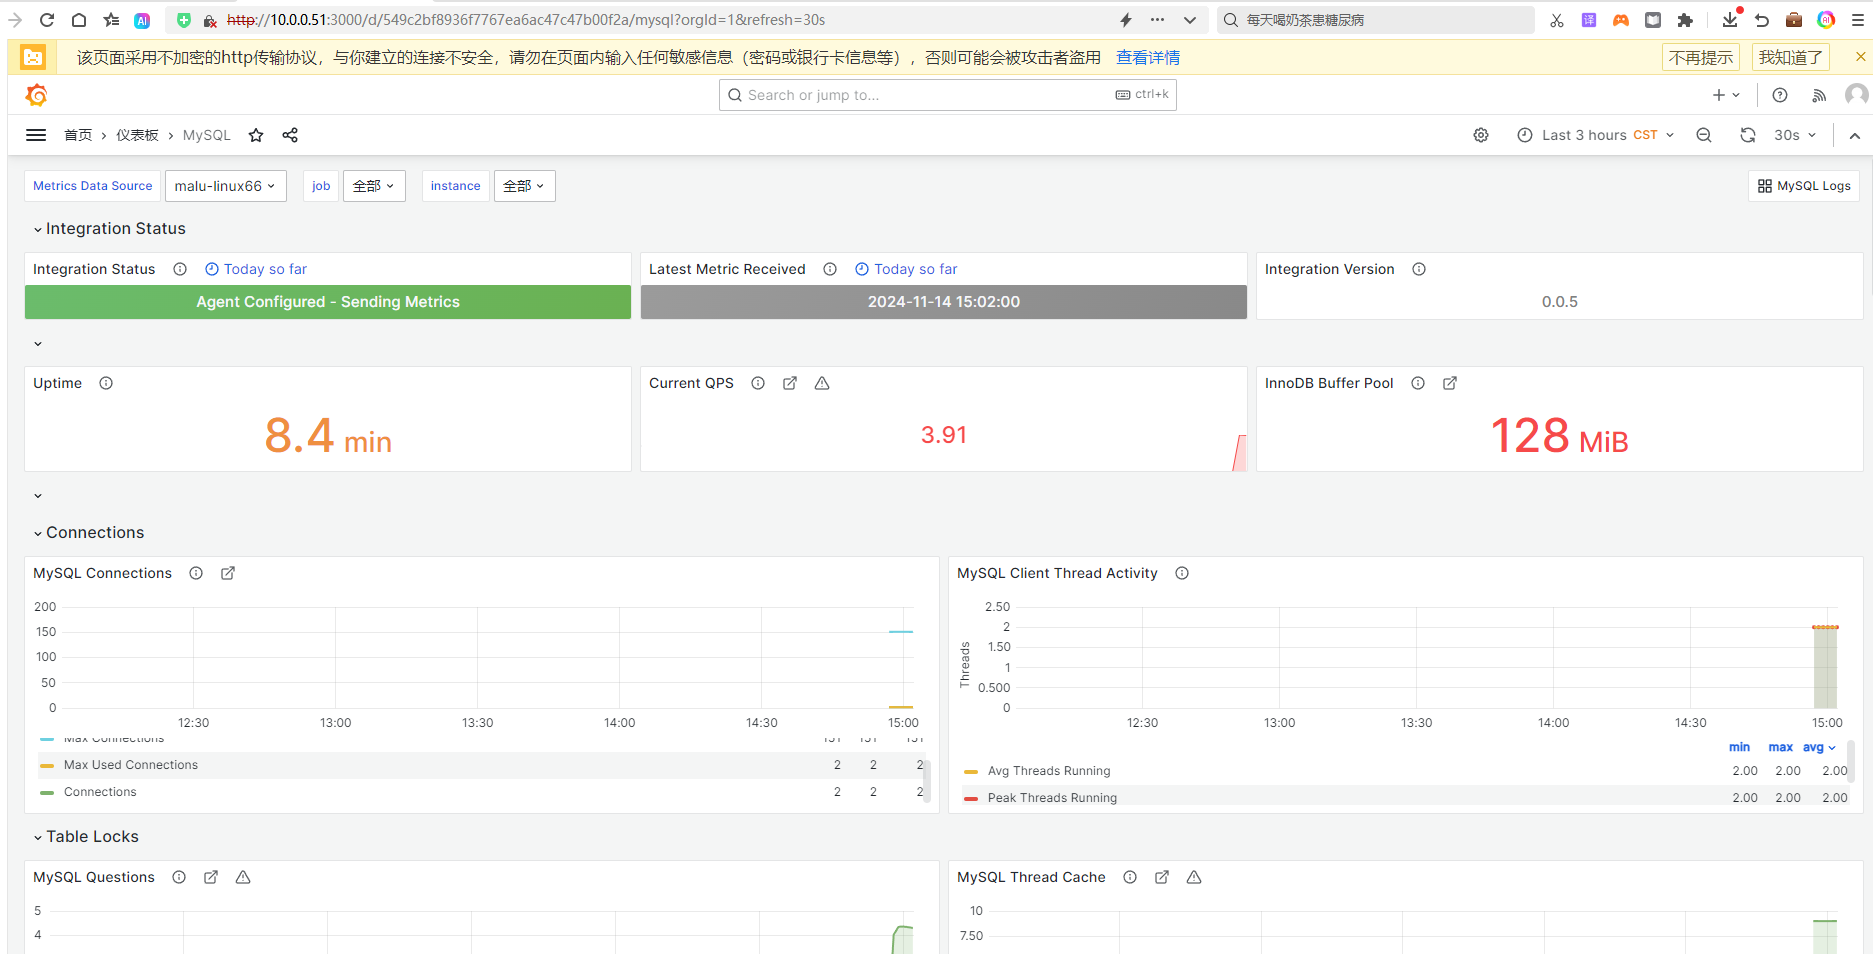 http://10.0.0.51:3000/d/549c2bf8936f7767ea6ac47c47b00f2a/mysql?orgId=1&refresh=30s
每天喝奶茶患糖尿病
该页面采用不加密的http传输协议，与你建立的连接不安全，请勿在页面内输入任何敏感信息（密码或银行卡信息等），否则可能会被攻击者盗用 查看详情
不再提示 我知道了
Search or jump to... ctrl+k
首页 › 仪表板 › MySQL
Last 3 hours CST 30s
Metrics Data Source malu-linux66 job 全部 instance 全部 MySQL Logs
Integration Status
Integration Status Today so far
Agent Configured - Sending Metrics
Latest Metric Received Today so far
2024-11-14 15:02:00
Integration Version
0.0.5
Uptime
8.4 min
Current QPS
3.91
InnoDB Buffer Pool
128 MiB
Connections
MySQL Connections
200
150
100
50
0
12:30 13:00 13:30 14:00 14:30 15:00
Max Connections 151 151 151
Max Used Connections 2 2 2
Connections 2 2 2
MySQL Client Thread Activity
Threads
2.50
2
1.50
1
0.500
0
12:30 13:00 13:30 14:00 14:30 15:00
min max avg
Avg Threads Running 2.00 2.00 2.00
Peak Threads Running 2.00 2.00 2.00
Table Locks
MySQL Questions
5
4
MySQL Thread Cache
10
7.50